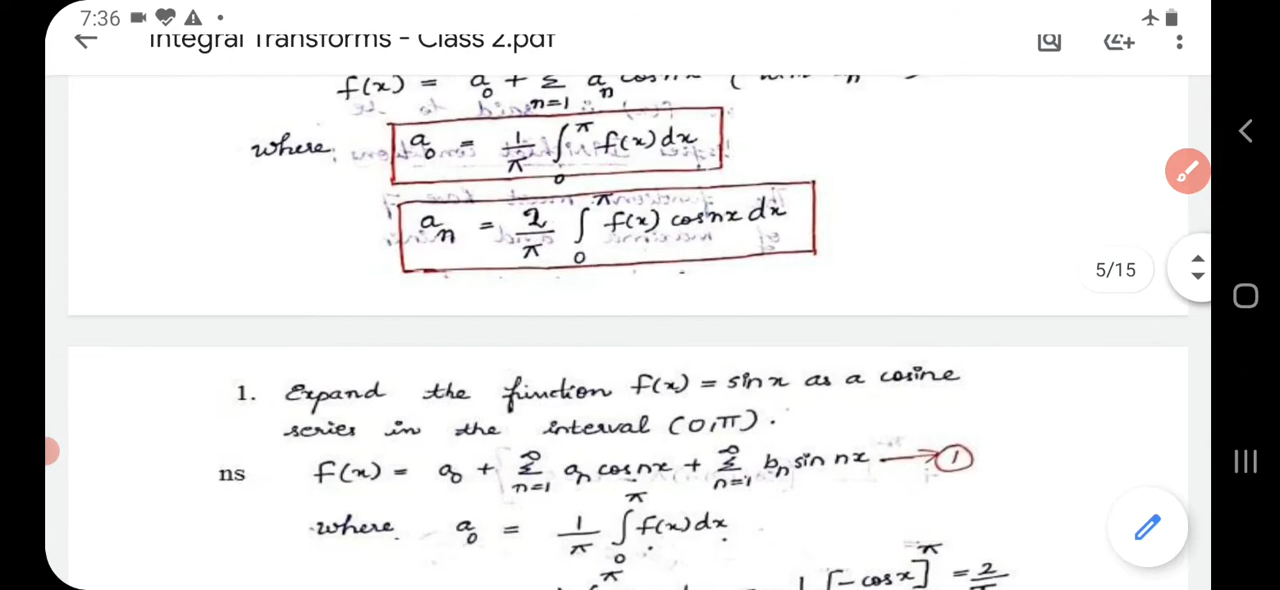 7:36
Integral Transforms - Class 2.pdf
f(x) = a₀ + Σ n=1 aₙ cos nx
where, a₀ = 1/π ∫₀^π f(x) dx
aₙ = 2/π ∫₀^π f(x) cos nx dx
5/15
1. Expand the function f(x) = sin x as a cosine
series in the interval (0,π).
ns f(x) = a₀ + Σ_{n=1}^∞ aₙ cos nx + Σ_{n=1}^∞ bₙ sin nx → ①
where a₀ = 1/π ∫₀^π f(x) dx
[-cos x]^π = 2